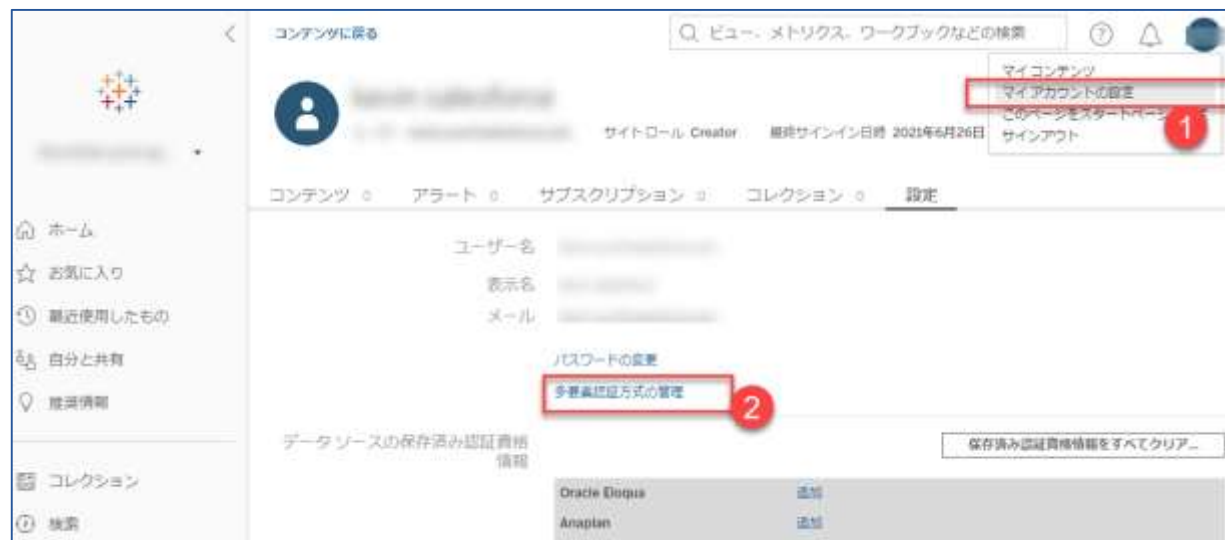 コンテンツに戻る
ビュー、メトリクス、ワークブックなどの検索
マイ コンテンツ
マイ アカウントの設定
このページをスタートページ
サインアウト
1
サイトロール Creator 最終サインイン日時 2021年6月26日
コンテンツ 0 アラート 0 サブスクリプション 0 コレクション 0 設定
ホーム
お気に入り
最近使用したもの
自分と共有
推奨情報
コレクション
検索
ユーザー名
表示名
メール
パスワードの変更
多要素認証方式の管理
2
データ ソースの保存済み認証資格
情報
保存済み認証資格情報をすべてクリア...
Oracle Eloqua 追加
Anaplan 追加